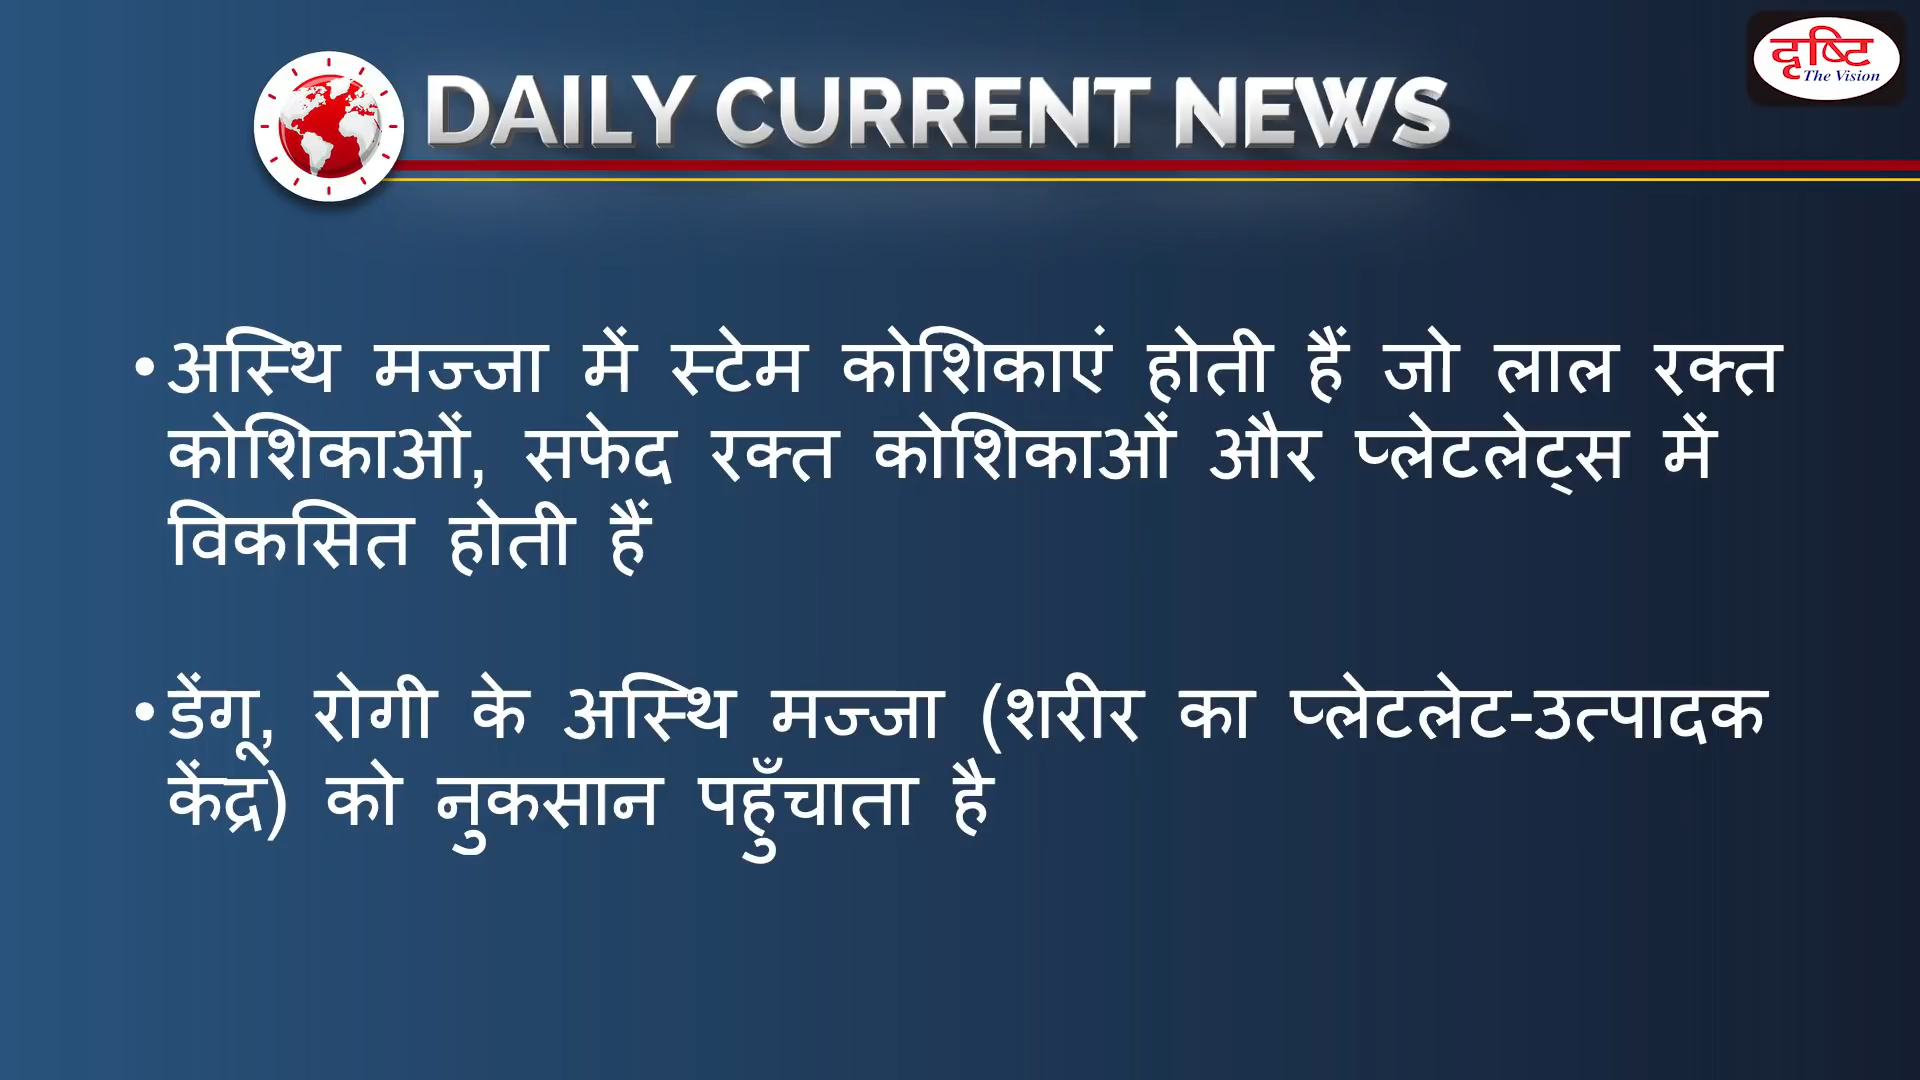 DAILY CURRENT NEWS
दृष्टि
The Vision
• अस्थि मज्जा में स्टेम कोशिकाएं होती हैं जो लाल रक्त
कोशिकाओं, सफेद रक्त कोशिकाओं और प्लेटलेट्स में
विकसित होती हैं
• डेंगू, रोगी के अस्थि मज्जा (शरीर का प्लेटलेट-उत्पादक
केंद्र) को नुकसान पहुँचाता है